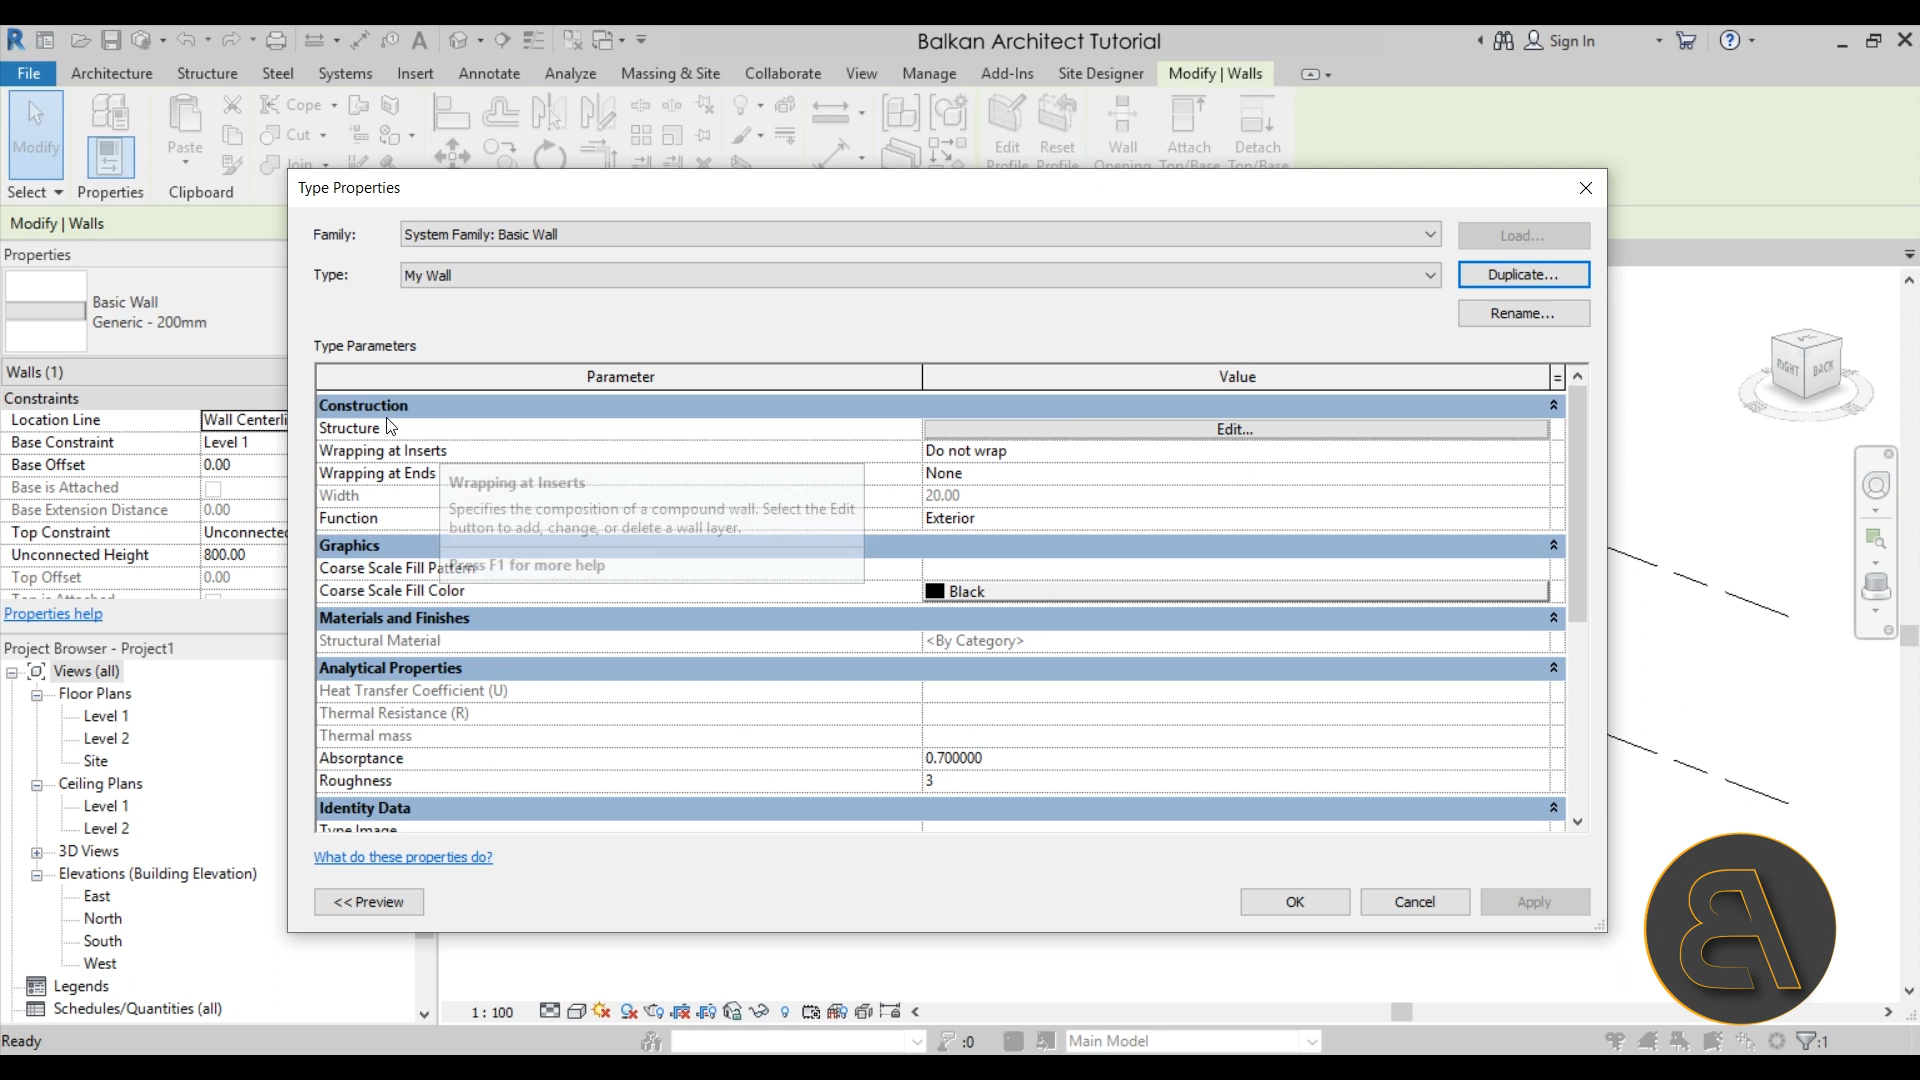 Balkan Architect Tutorial
Sign In
File Architecture Structure Steel Systems Insert Annotate Analyze Massing & Site Collaborate View Manage Add-Ins Site Designer Modify | Walls
Modify
Paste
Cope
Cut
Join
Edit Profile
Reset Profile
Wall Opening
Attach Top/Base
Detach Top/Base
Select Properties Clipboard
Modify | Walls
Properties
Basic Wall
Generic - 200mm
Walls (1)
Constraints
Location Line Wall Centerli
Base Constraint Level 1
Base Offset 0.00
Base is Attached
Base Extension Distance 0.00
Top Constraint Unconnected
Unconnected Height 800.00
Top Offset 0.00
Properties help
Project Browser - Project1
Views (all)
Floor Plans
Level 1
Level 2
Site
Ceiling Plans
Level 1
Level 2
3D Views
Elevations (Building Elevation)
East
North
South
West
Legends
Schedules/Quantities (all)
Type Properties
Family: System Family: Basic Wall Load...
Type: My Wall Duplicate...
Rename...
Type Parameters
Parameter Value =
Construction
Structure Edit...
Wrapping at Inserts Do not wrap
Wrapping at Ends None
Width 20.00
Function Exterior
Wrapping at Inserts
Specifies the composition of a compound wall. Select the Edit
button to add, change, or delete a wall layer.
Press F1 for more help
Graphics
Coarse Scale Fill Pattern
Coarse Scale Fill Color Black
Materials and Finishes
Structural Material <By Category>
Analytical Properties
Heat Transfer Coefficient (U)
Thermal Resistance (R)
Thermal mass
Absorptance 0.700000
Roughness 3
Identity Data
Type Image
What do these properties do?
<< Preview OK Cancel Apply
RIGHT BACK
1 : 100
Ready
:0
Main Model
:1